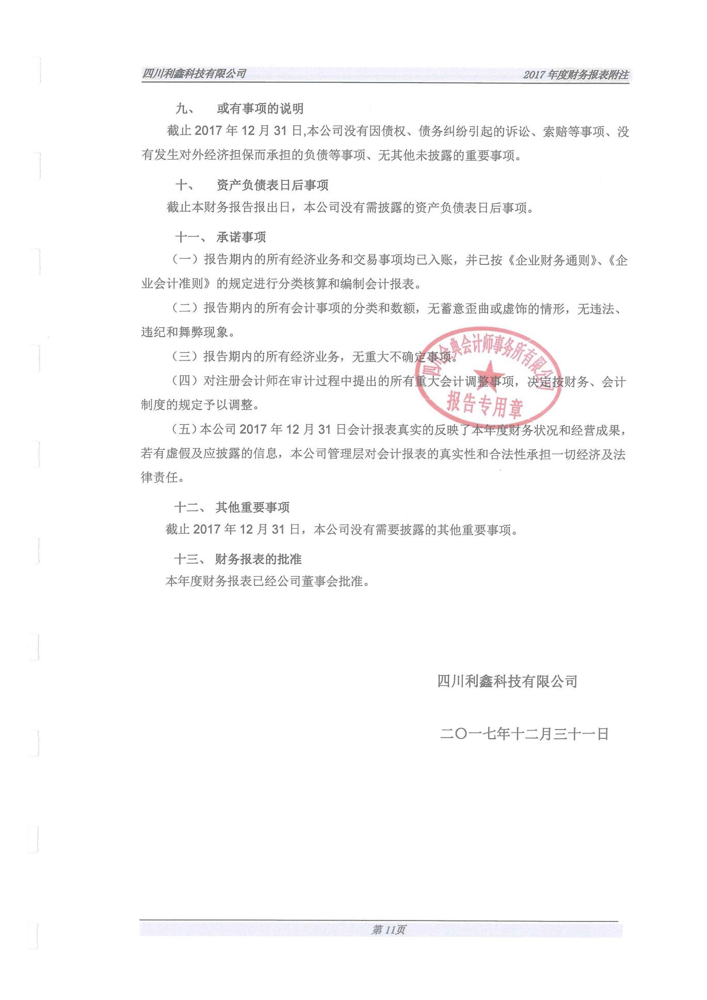 四川利鑫科技有限公司 2017 年度财务报表附注
九、 或有事项的说明
截止 2017 年 12 月 31 日,本公司没有因债权、债务纠纷引起的诉讼、索赔等事项、没
有发生对外经济担保而承担的负债等事项、无其他未披露的重要事项。
十、 资产负债表日后事项
截止本财务报告报出日，本公司没有需披露的资产负债表日后事项。
十一、 承诺事项
（一）报告期内的所有经济业务和交易事项均已入账，并已按《企业财务通则》、《企
业会计准则》的规定进行分类核算和编制会计报表。
（二）报告期内的所有会计事项的分类和数额，无蓄意歪曲或虚饰的情形，无违法、
违纪和舞弊现象。
（三）报告期内的所有经济业务，无重大不确定事项。
（四）对注册会计师在审计过程中提出的所有重大会计调整事项，决定按财务、会计
制度的规定予以调整。
（五）本公司 2017 年 12 月 31 日会计报表真实的反映了本年度财务状况和经营成果，
若有虚假及应披露的信息，本公司管理层对会计报表的真实性和合法性承担一切经济及法
律责任。
四川金典会计师事务所有限公司
报告专用章
十二、 其他重要事项
截止 2017 年 12 月 31 日，本公司没有需要披露的其他重要事项。
十三、 财务报表的批准
本年度财务报表已经公司董事会批准。
四川利鑫科技有限公司
二〇一七年十二月三十一日
第 11页